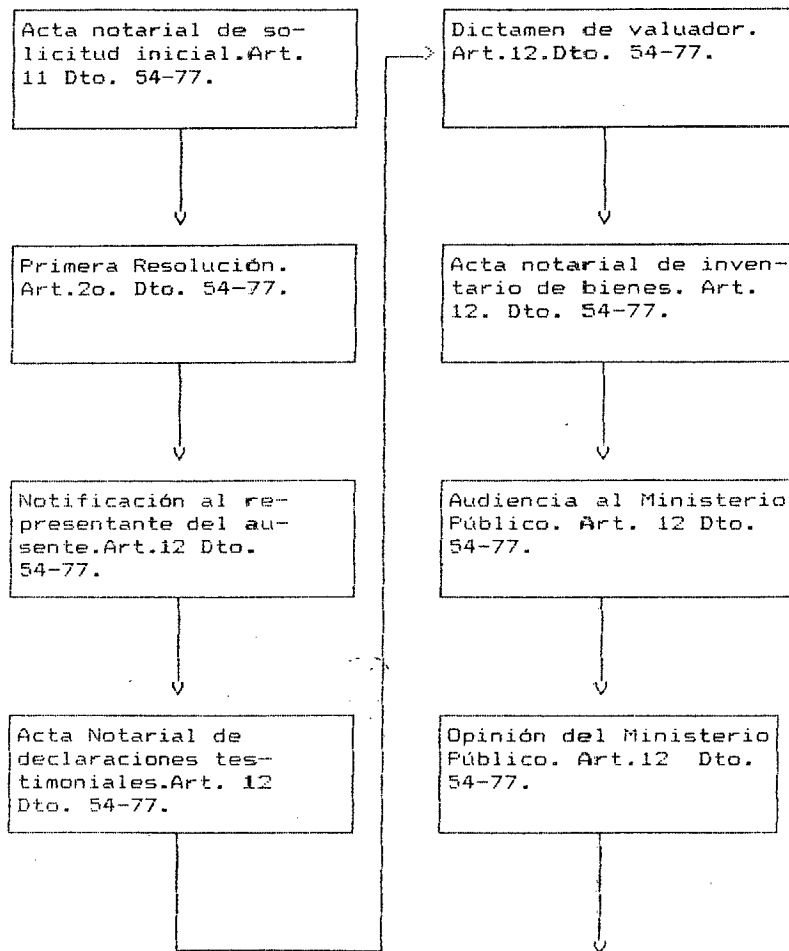 Acta notarial de so-
licitud inicial.Art.
11 Dto. 54-77.
Primera Resolución.
Art.2o. Dto. 54-77.
Notificación al re-
presentante del au-
sente.Art.12 Dto.
54-77.
Acta Notarial de
declaraciones tes-
timoniales.Art. 12
Dto. 54-77.
Dictamen de valuador.
Art.12.Dto. 54-77.
Acta notarial de inven-
tario de bienes. Art.
12. Dto. 54-77.
Audiencia al Ministerio
Público. Art. 12 Dto.
54-77.
Opinión del Ministerio
Público. Art.12 Dto.
54-77.